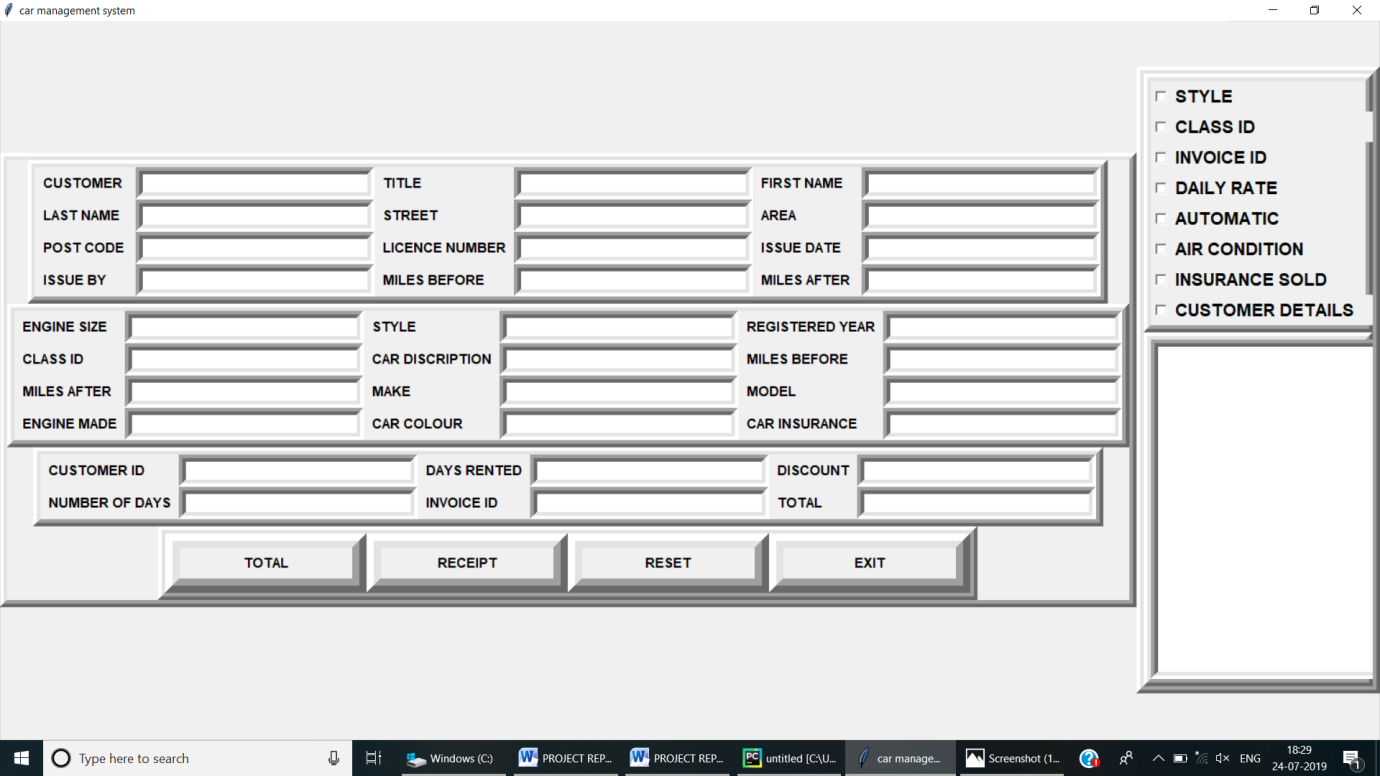 car management system
STYLE
CLASS ID
INVOICE ID
DAILY RATE
AUTOMATIC
AIR CONDITION
INSURANCE SOLD
CUSTOMER DETAILS
CUSTOMER TITLE FIRST NAME
LAST NAME STREET AREA
POST CODE LICENCE NUMBER ISSUE DATE
ISSUE BY MILES BEFORE MILES AFTER
ENGINE SIZE STYLE REGISTERED YEAR
CLASS ID CAR DISCRIPTION MILES BEFORE
MILES AFTER MAKE MODEL
ENGINE MADE CAR COLOUR CAR INSURANCE
CUSTOMER ID DAYS RENTED DISCOUNT
NUMBER OF DAYS INVOICE ID TOTAL
TOTAL RECEIPT RESET EXIT
Type here to search Windows (C:) PROJECT REP... PROJECT REP... untitled [C:\U... car manage... Screenshot (1... ENG 18:29
24-07-2019 1